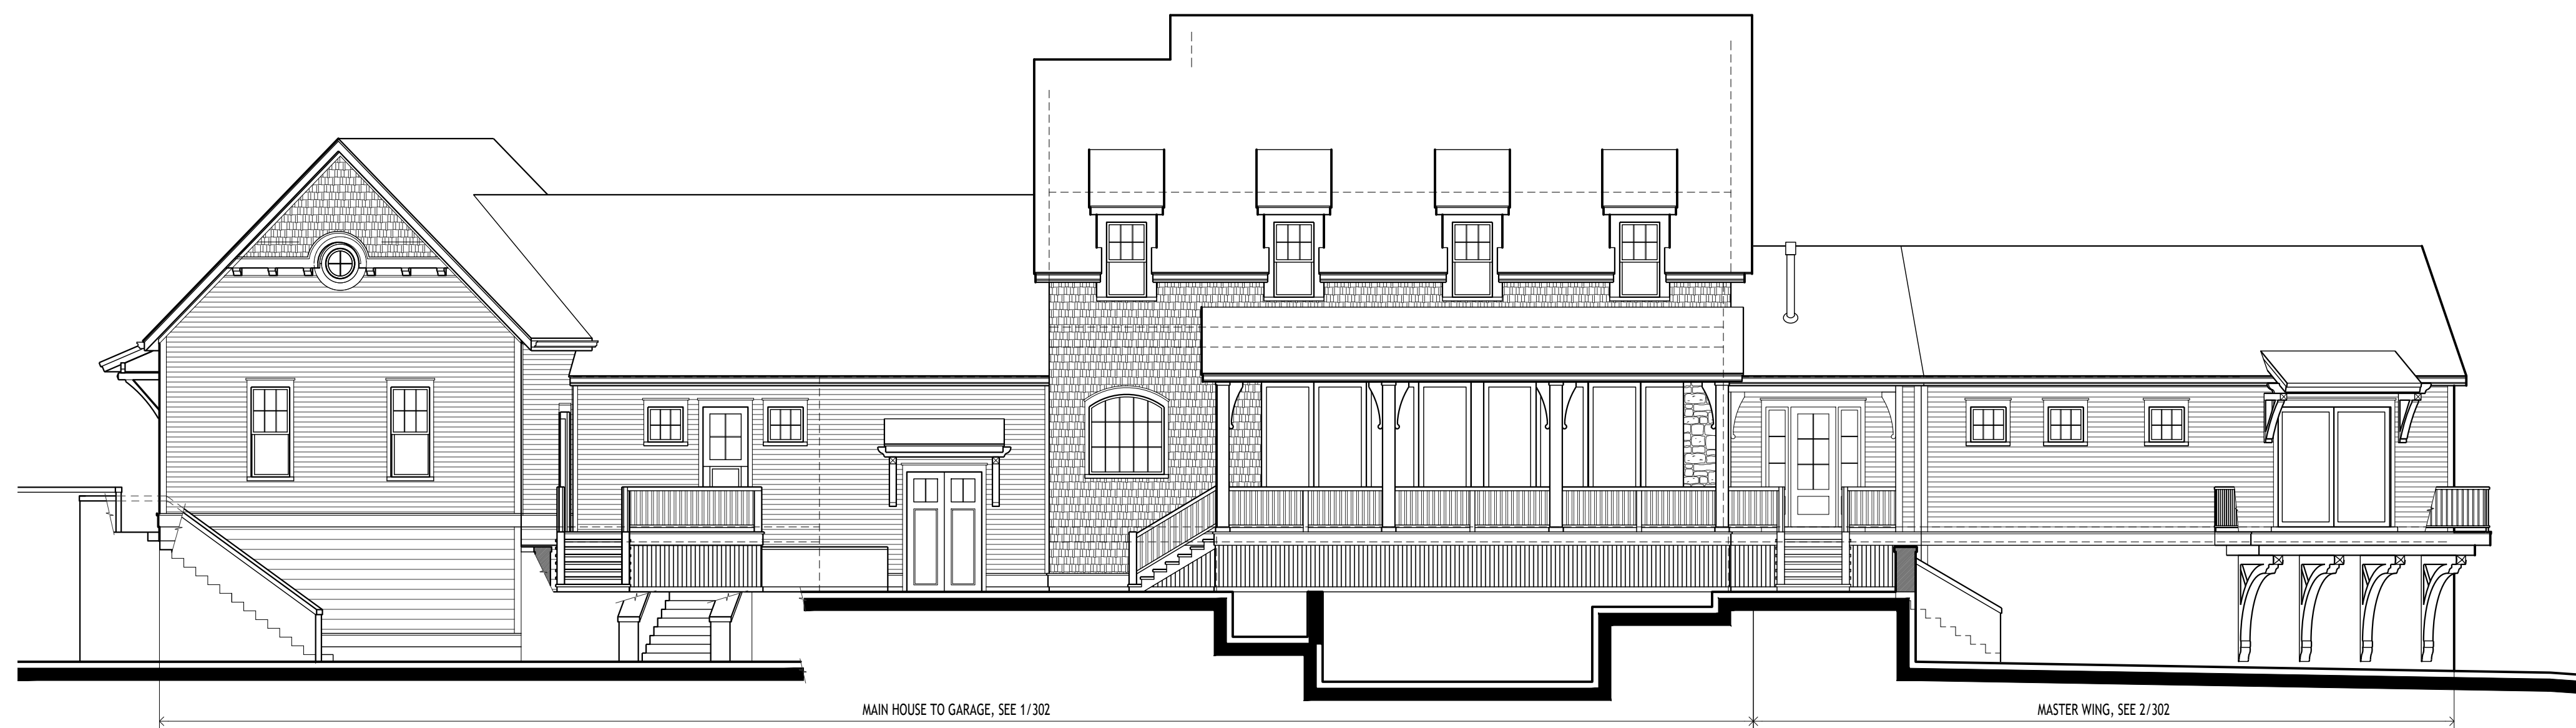 MAIN HOUSE TO GARAGE, SEE 1/302
MASTER WING, SEE 2/302